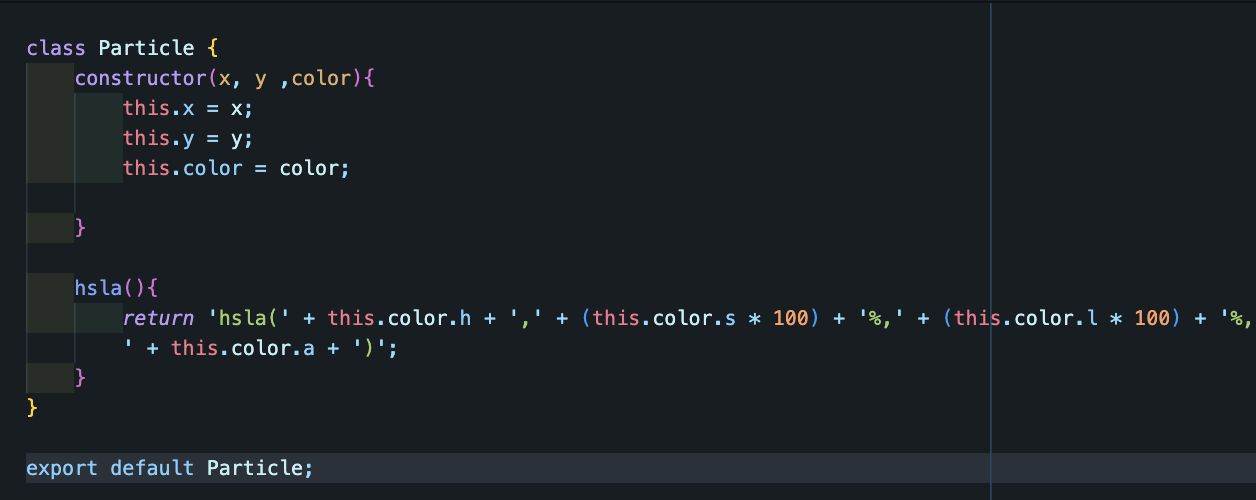 class Particle {
    constructor(x, y ,color){
        this.x = x;
        this.y = y;
        this.color = color;

    }

    hsla(){
        return 'hsla(' + this.color.h + ',' + (this.color.s * 100) + '%,' + (this.color.l * 100) + '%,
        ' + this.color.a + ')';
    }
}

export default Particle;